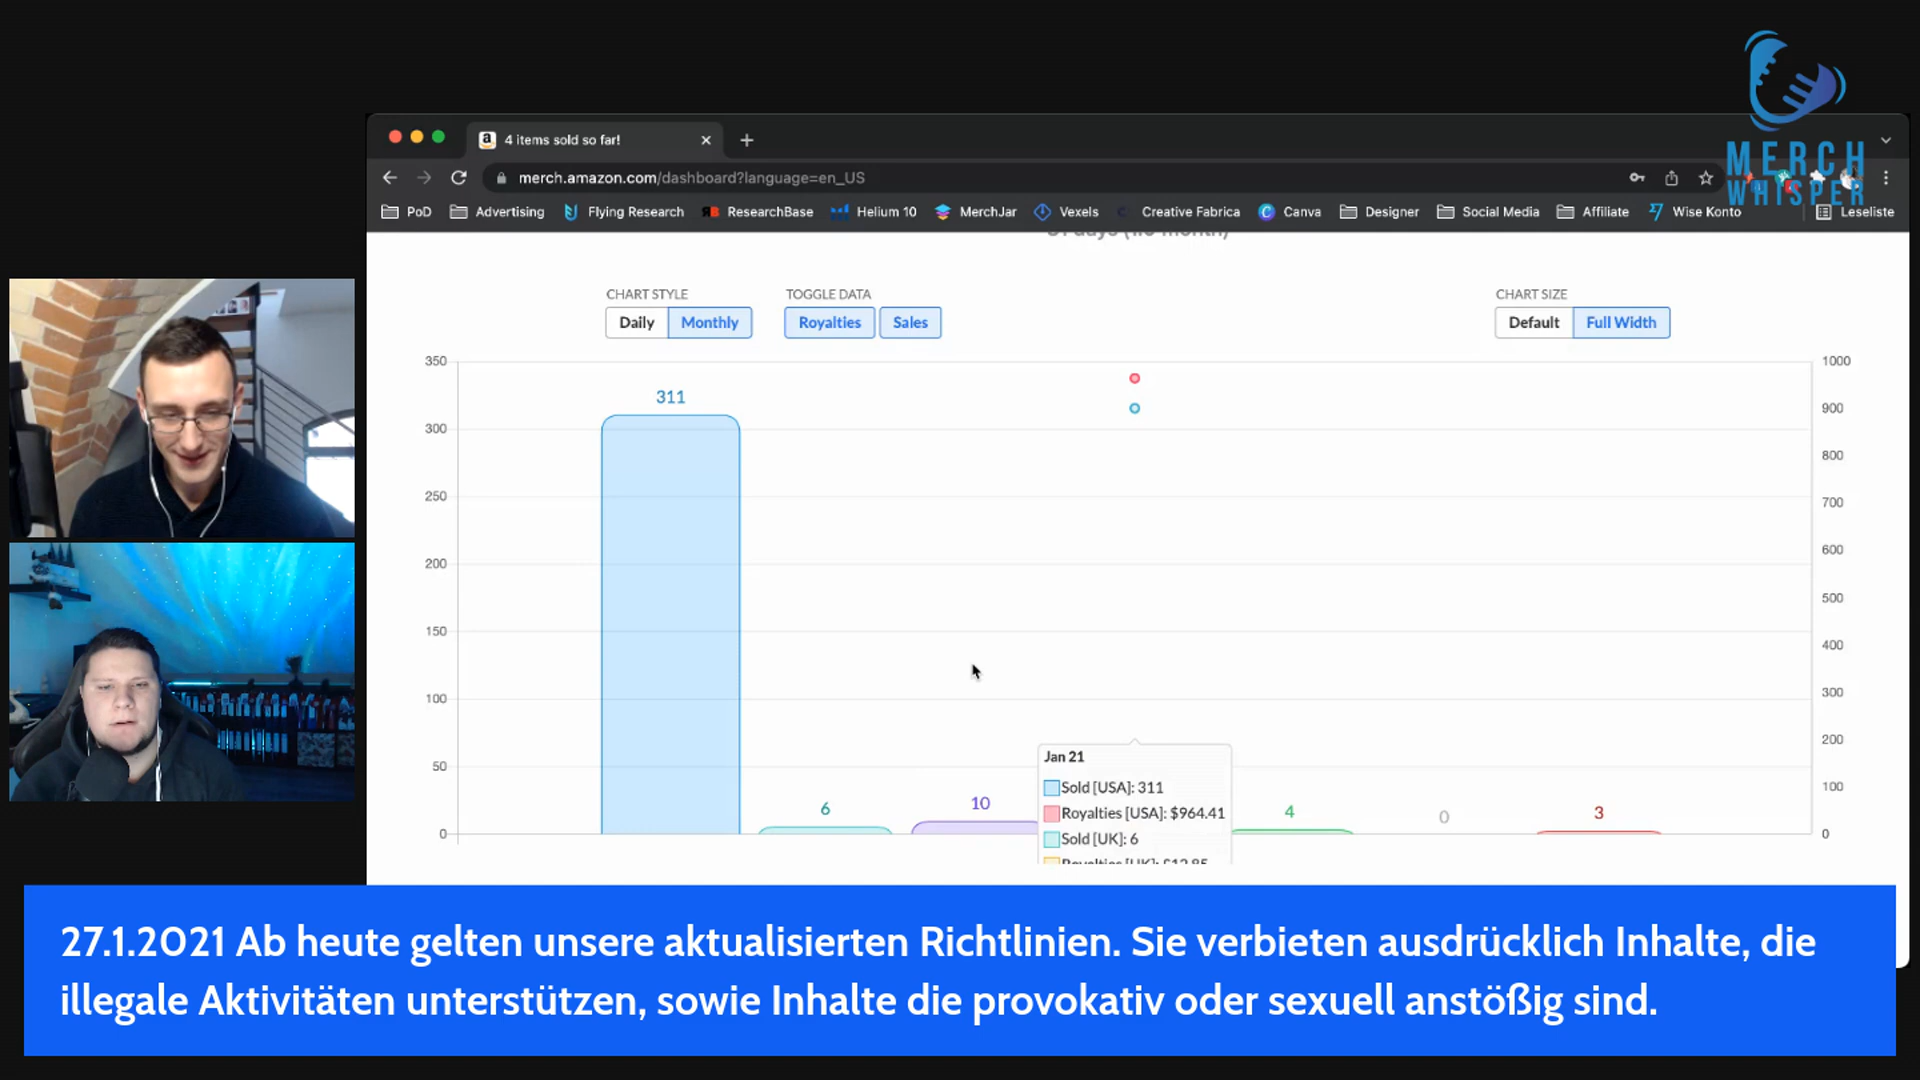 MERCH
WHISPER
4 items sold so far!
merch.amazon.com/dashboard?language=en_US
PoD
Advertising
Flying Research
ResearchBase
Helium 10
MerchJar
Vexels
Creative Fabrica
Canva
Designer
Social Media
Affiliate
Wise Konto
Leseliste
CHART STYLE
TOGGLE DATA
CHART SIZE
Daily
Monthly
Royalties
Sales
Default
Full Width
350
300
250
200
150
100
50
0
1000
900
800
700
600
500
400
300
200
100
0
311
6
10
4
0
3
Jan 21
Sold [USA]: 311
Royalties [USA]: $964.41
Sold [UK]: 6
Royalties [UK]: £12.85
27.1.2021 Ab heute gelten unsere aktualisierten Richtlinien. Sie verbieten ausdrücklich Inhalte, die
illegale Aktivitäten unterstützen, sowie Inhalte die provokativ oder sexuell anstößig sind.